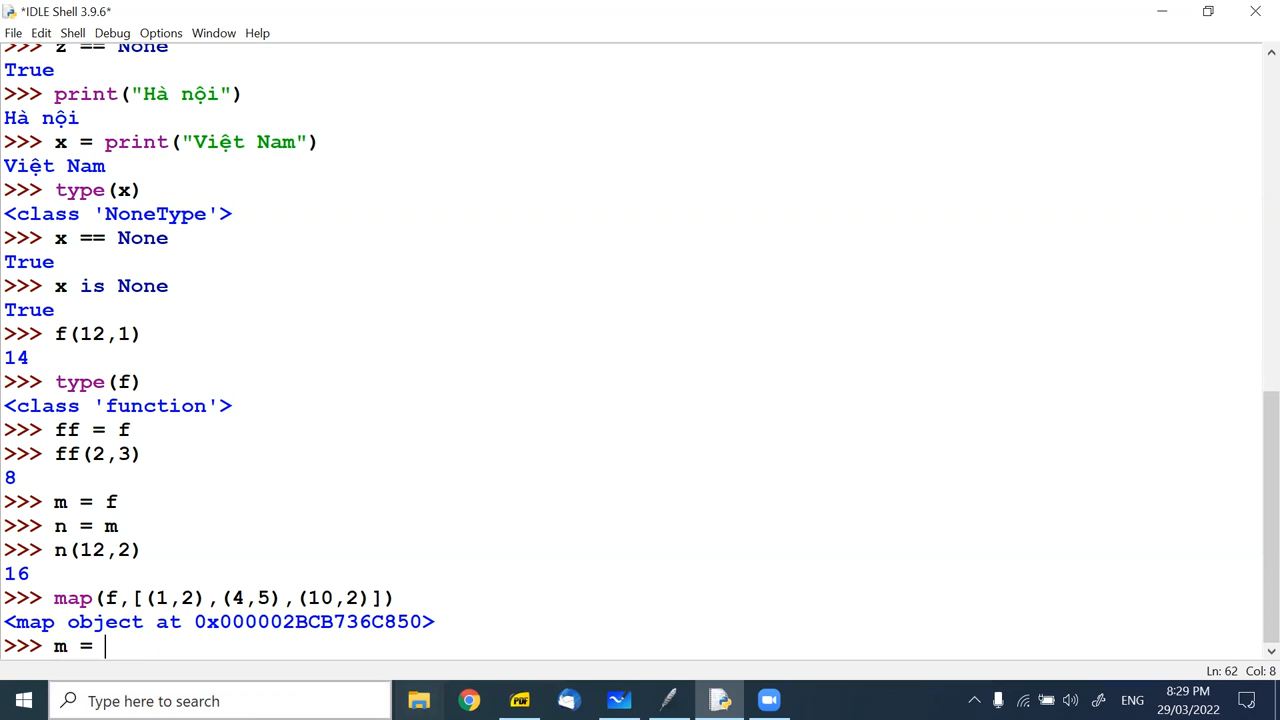 *IDLE Shell 3.9.6*
File Edit Shell Debug Options Window Help
>>> z == None
True
>>> print("Hà nội")
Hà nội
>>> x = print("Việt Nam")
Việt Nam
>>> type(x)
<class 'NoneType'>
>>> x == None
True
>>> x is None
True
>>> f(12,1)
14
>>> type(f)
<class 'function'>
>>> ff = f
>>> ff(2,3)
8
>>> m = f
>>> n = m
>>> n(12,2)
16
>>> map(f,[(1,2),(4,5),(10,2)])
<map object at 0x000002BCB736C850>
>>> m =
Ln: 62 Col: 8
Type here to search
PDF
ENG
8:29 PM
29/03/2022